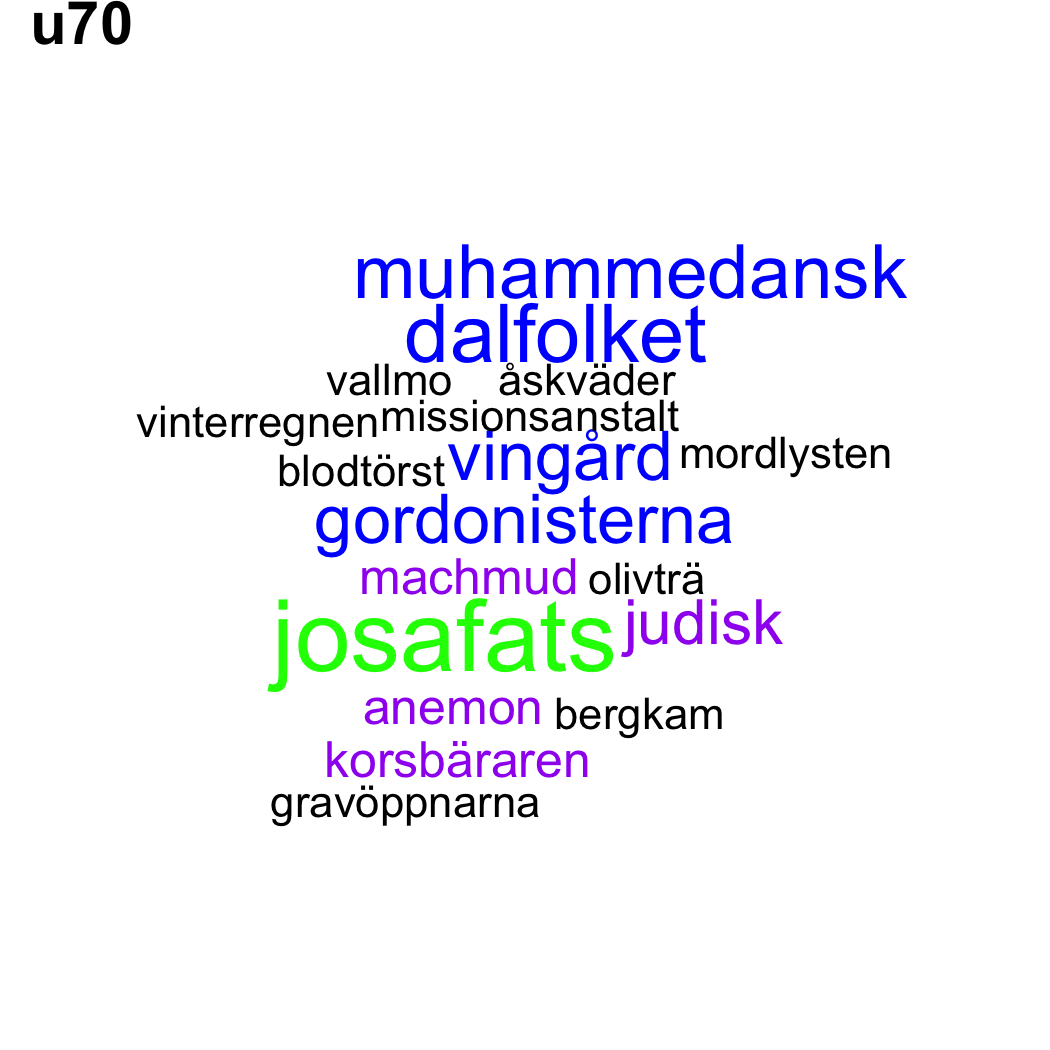 u70
muhammedansk
dalfolket
vallmo åskväder
vinterregnen missionsanstalt
vingård mordlysten
blodtörst
gordonisterna
machmud olivträ
josafats judisk
anemon bergkam
korsbäraren
gravöppnarna